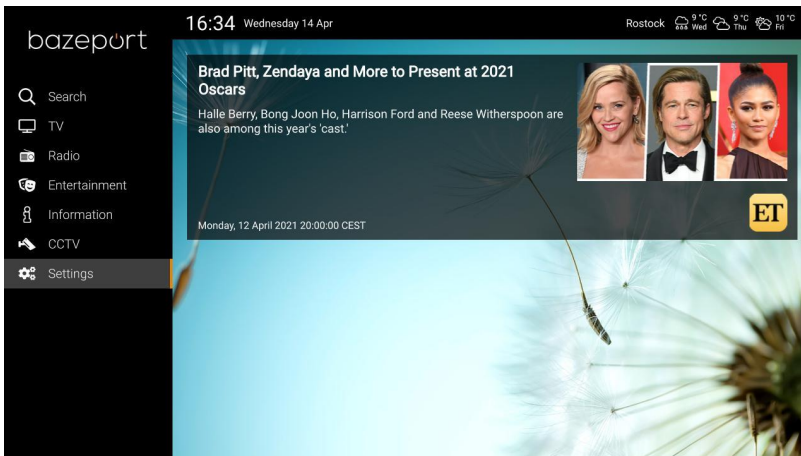 bazeport
Search
TV
Radio
Entertainment
Information
CCTV
Settings
16:34 Wednesday 14 Apr
Rostock 9 °C Wed 9 °C Thu 10 °C Fri
Brad Pitt, Zendaya and More to Present at 2021
Oscars
Halle Berry, Bong Joon Ho, Harrison Ford and Reese Witherspoon are
also among this year's 'cast.'
Monday, 12 April 2021 20:00:00 CEST
ET